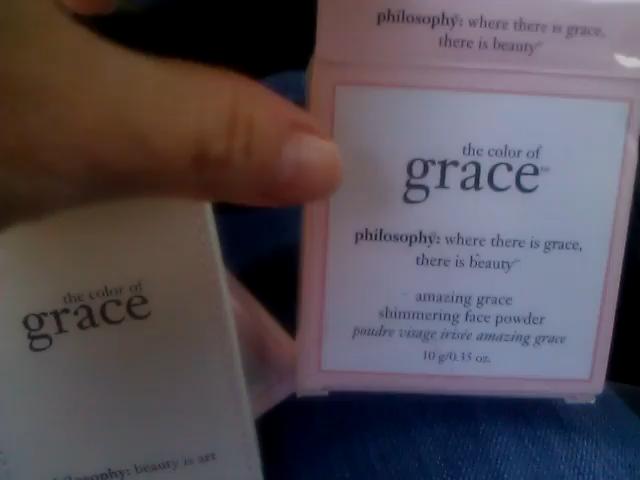 philosophy: where there is grace,
there is beauty
the color of
grace
philosophy: where there is grace,
there is beauty
amazing grace
shimmering face powder
poudre visage irisée amazing grace
10 g/0.35 oz.
the color of
grace
philosophy: beauty is art